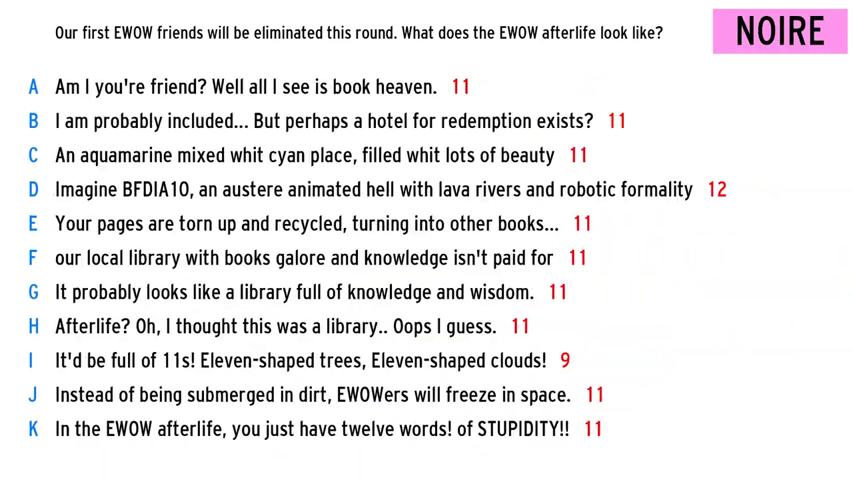 Our first EWOW friends will be eliminated this round. What does the EWOW afterlife look like?
NOIRE
A Am I you're friend? Well all I see is book heaven. 11
B I am probably included... But perhaps a hotel for redemption exists? 11
C An aquamarine mixed whit cyan place, filled whit lots of beauty 11
D Imagine BFDIA10, an austere animated hell with lava rivers and robotic formality 12
E Your pages are torn up and recycled, turning into other books... 11
F our local library with books galore and knowledge isn't paid for 11
G It probably looks like a library full of knowledge and wisdom. 11
H Afterlife? Oh, I thought this was a library.. Oops I guess. 11
I It'd be full of 11s! Eleven-shaped trees, Eleven-shaped clouds! 9
J Instead of being submerged in dirt, EWOWers will freeze in space. 11
K In the EWOW afterlife, you just have twelve words! of STUPIDITY!! 11